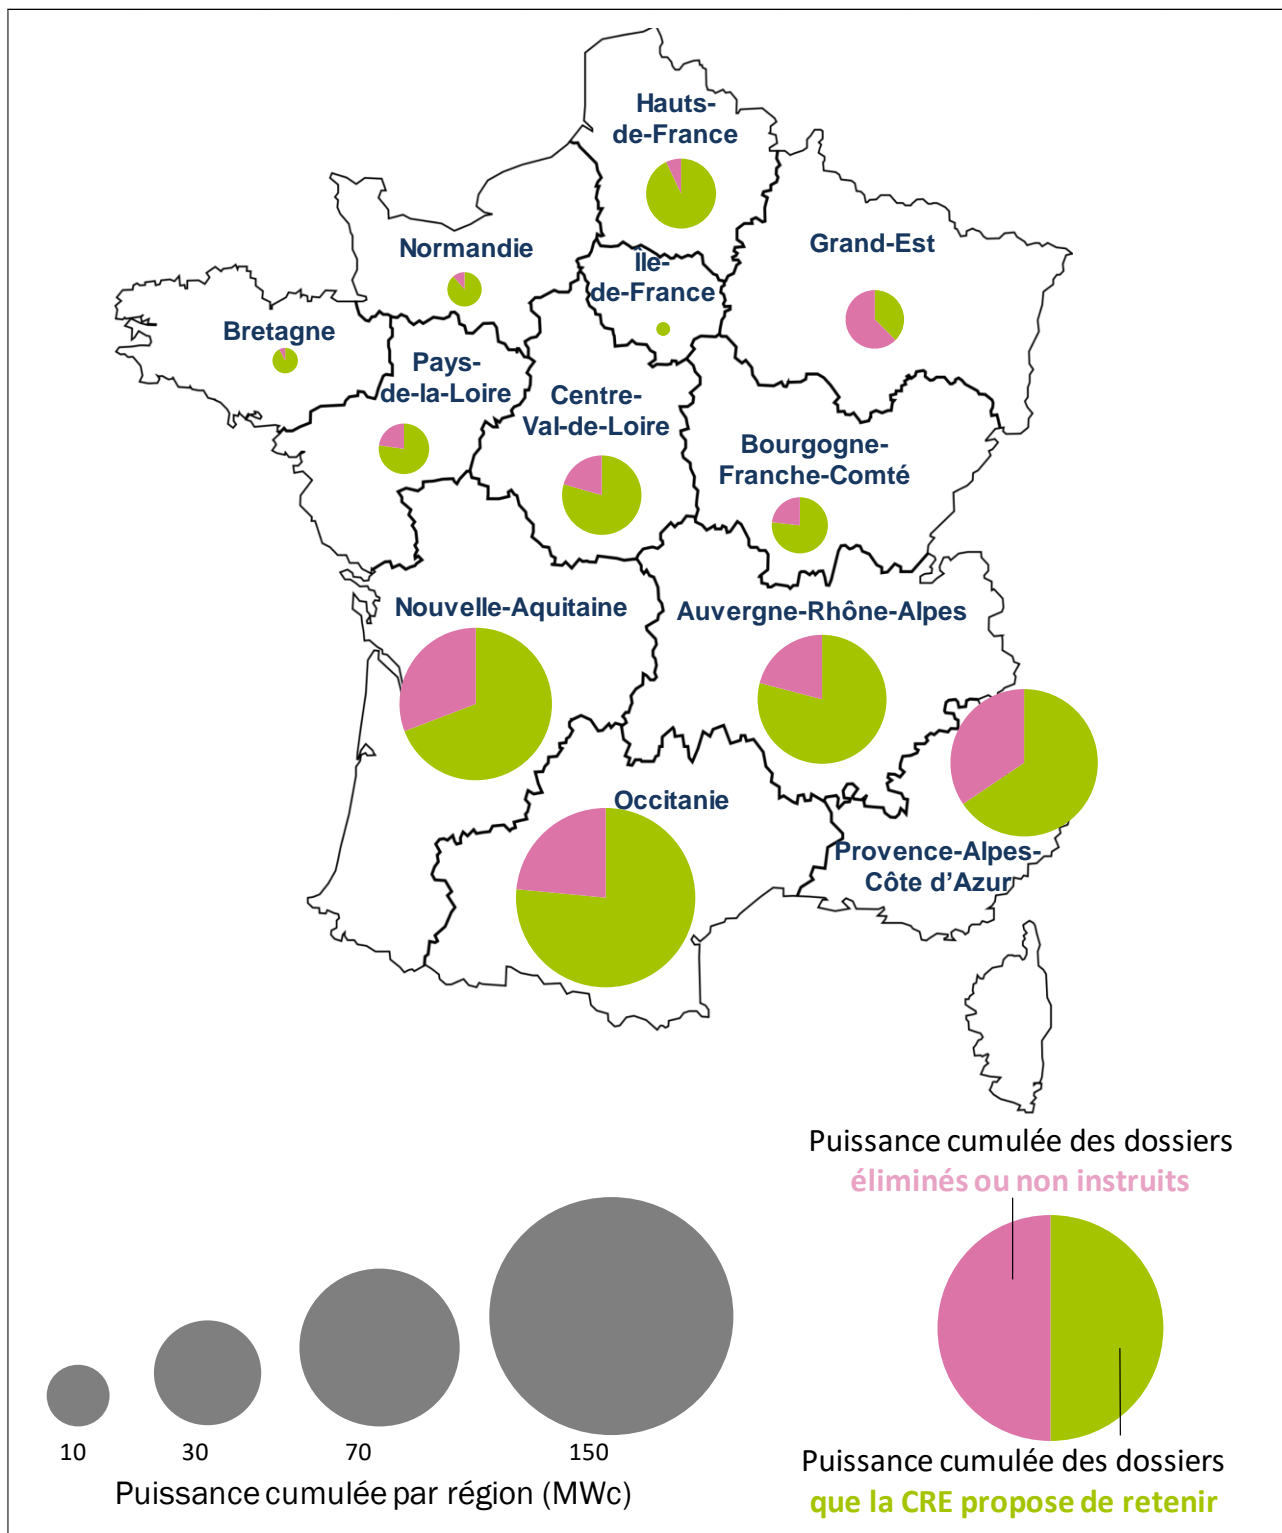 Hauts-
de-France
Normandie
Île-
de-France
Grand-Est
Bretagne
Pays-
de-la-Loire
Centre-
Val-de-Loire
Bourgogne-
Franche-Comté
Nouvelle-Aquitaine
Auvergne-Rhône-Alpes
Occitanie
Provence-Alpes-
Côte d’Azur
Puissance cumulée des dossiers
éliminés ou non instruits
10
30
70
150
Puissance cumulée par région (MWc)
Puissance cumulée des dossiers
que la CRE propose de retenir